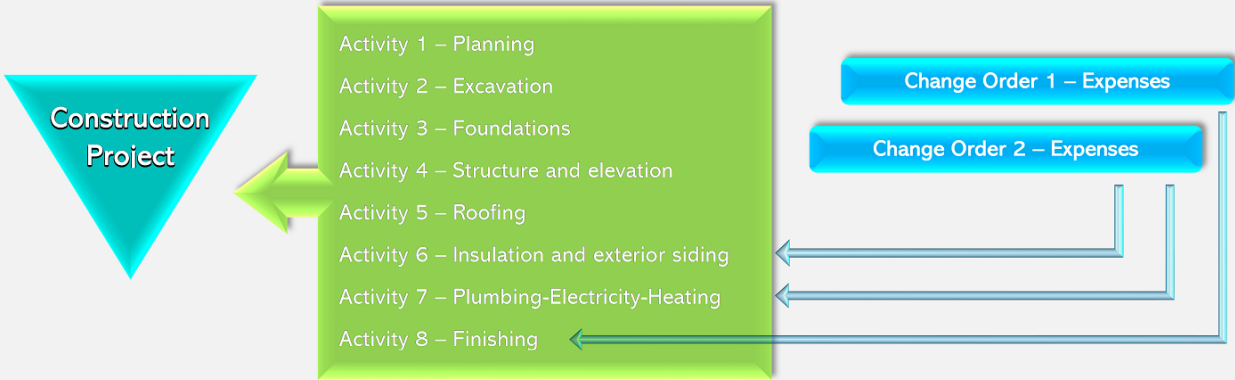 Construction
Project
Activity 1 – Planning
Activity 2 – Excavation
Activity 3 – Foundations
Activity 4 – Structure and elevation
Activity 5 – Roofing
Activity 6 – Insulation and exterior siding
Activity 7 – Plumbing-Electricity-Heating
Activity 8 – Finishing
Change Order 1 – Expenses
Change Order 2 – Expenses